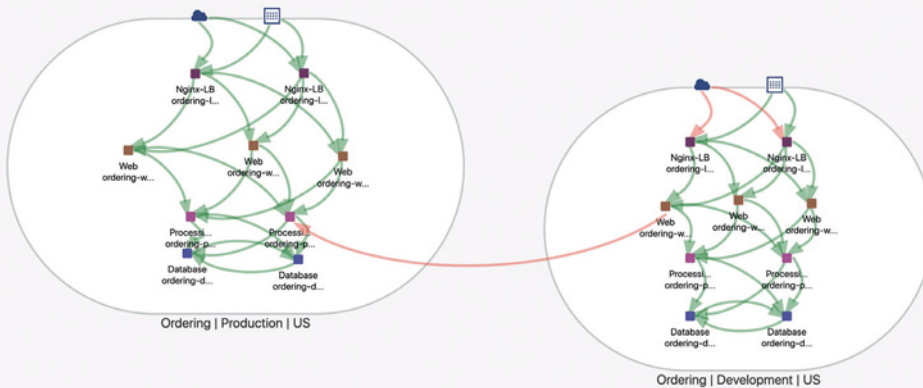 Nginx-LB
ordering-l...
Nginx-LB
ordering-l...
Web
ordering-w...
Web
ordering-w...
Web
ordering-w...
Processi...
ordering-p...
Processi...
ordering-p...
Database
ordering-d...
Database
ordering-d...
Ordering | Production | US
Nginx-LB
ordering-l...
Nginx-LB
ordering-l...
Web
ordering-w...
Web
ordering-w...
Web
ordering-w...
Processi...
ordering-p...
Processi...
ordering-p...
Database
ordering-d...
Database
ordering-d...
Ordering | Development | US